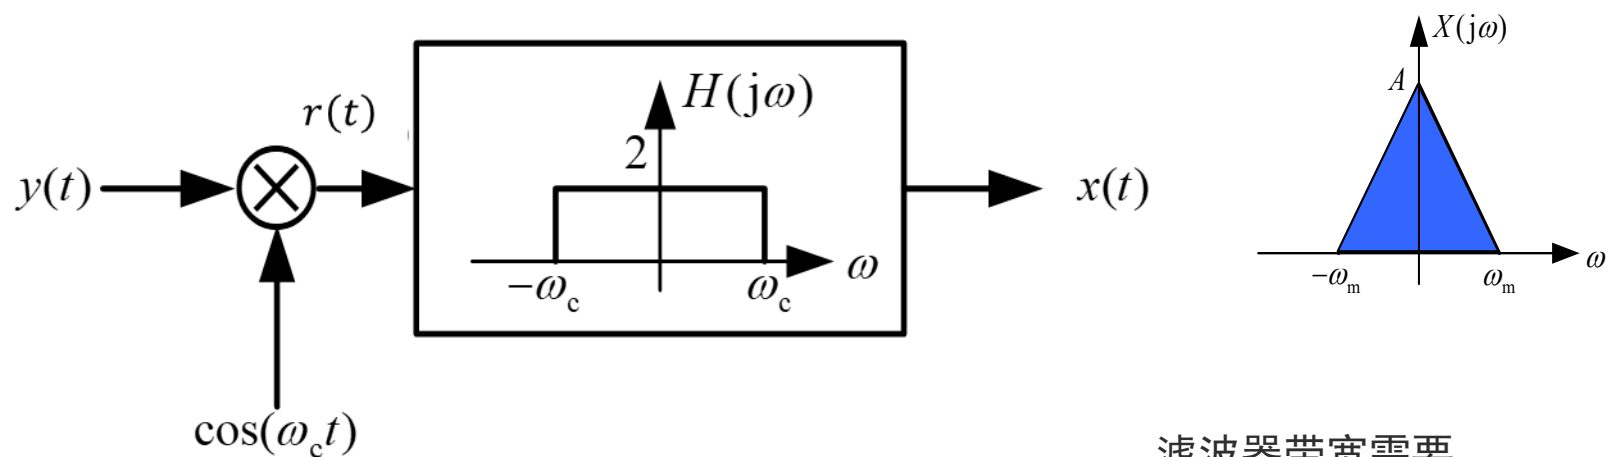 r(t)
H(jω)
2
y(t)
x(t)
−ωc
ωc
ω
cos(ωct)
X(jω)
A
−ωm
ωm
ω
滤波器带宽需要